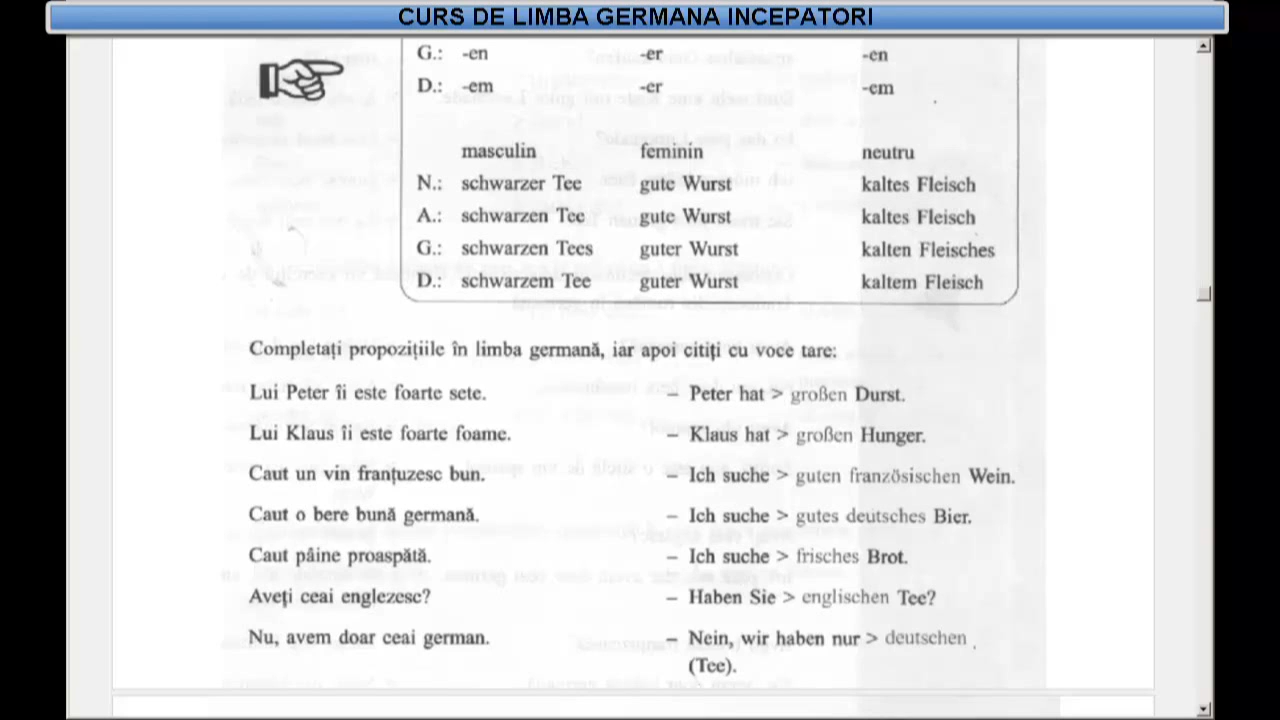 CURS DE LIMBA GERMANA INCEPATORI
G.: -en -er -en
D.: -em -er -em
masculin feminin neutru
N.: schwarzer Tee gute Wurst kaltes Fleisch
A.: schwarzen Tee gute Wurst kaltes Fleisch
G.: schwarzen Tees guter Wurst kalten Fleisches
D.: schwarzem Tee guter Wurst kaltem Fleisch
Completați propozițiile în limba germană, iar apoi citiți cu voce tare:
Lui Peter îi este foarte sete. – Peter hat > großen Durst.
Lui Klaus îi este foarte foame. – Klaus hat > großen Hunger.
Caut un vin franțuzesc bun. – Ich suche > guten französischen Wein.
Caut o bere bună germană. – Ich suche > gutes deutsches Bier.
Caut pâine proaspătă. – Ich suche > frisches Brot.
Aveți ceai englezesc? – Haben Sie > englischen Tee?
Nu, avem doar ceai german. – Nein, wir haben nur > deutschen
(Tee).